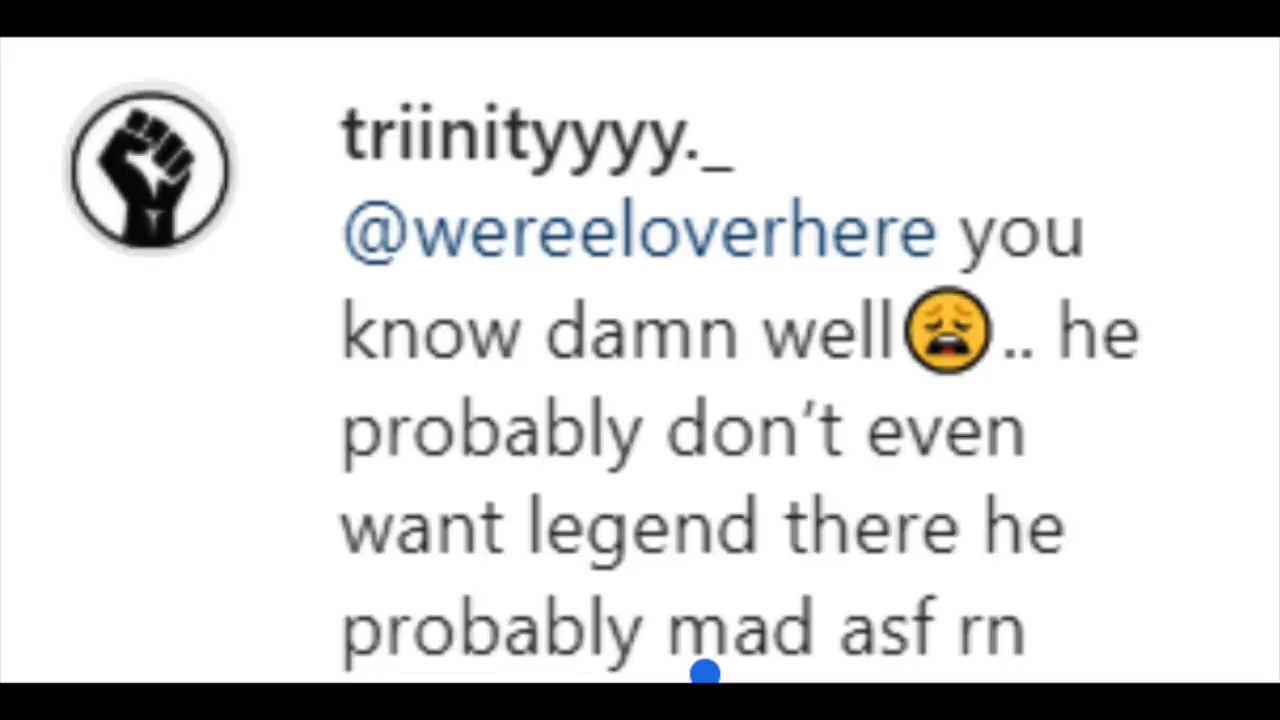 triinityyyy._
@wereeloverhere you
know damn well😩.. he
probably don’t even
want legend there he
probably mad asf rn